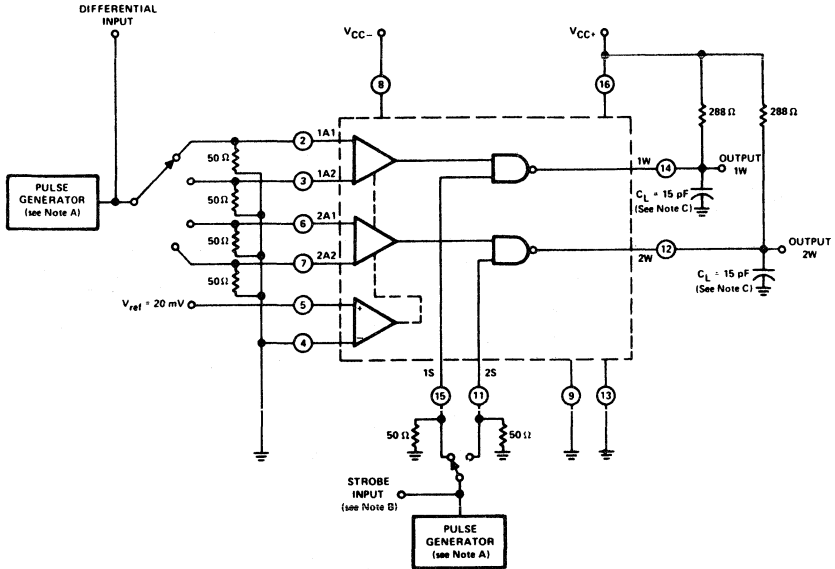 DIFFERENTIAL
INPUT
VCC−
VCC+
8
16
288 Ω
288 Ω
50 Ω
2
1A1
1W
14
OUTPUT
1W
PULSE
GENERATOR
(see Note A)
3
1A2
50 Ω
CL = 15 pF
(See Note C)
6
2A1
50 Ω
7
2A2
50 Ω
12
2W
OUTPUT
2W
CL = 15 pF
(See Note C)
Vref = 20 mV
5
+
4
−
1S
2S
15
11
9
13
50 Ω
50 Ω
STROBE
INPUT
(see Note B)
PULSE
GENERATOR
(see Note A)